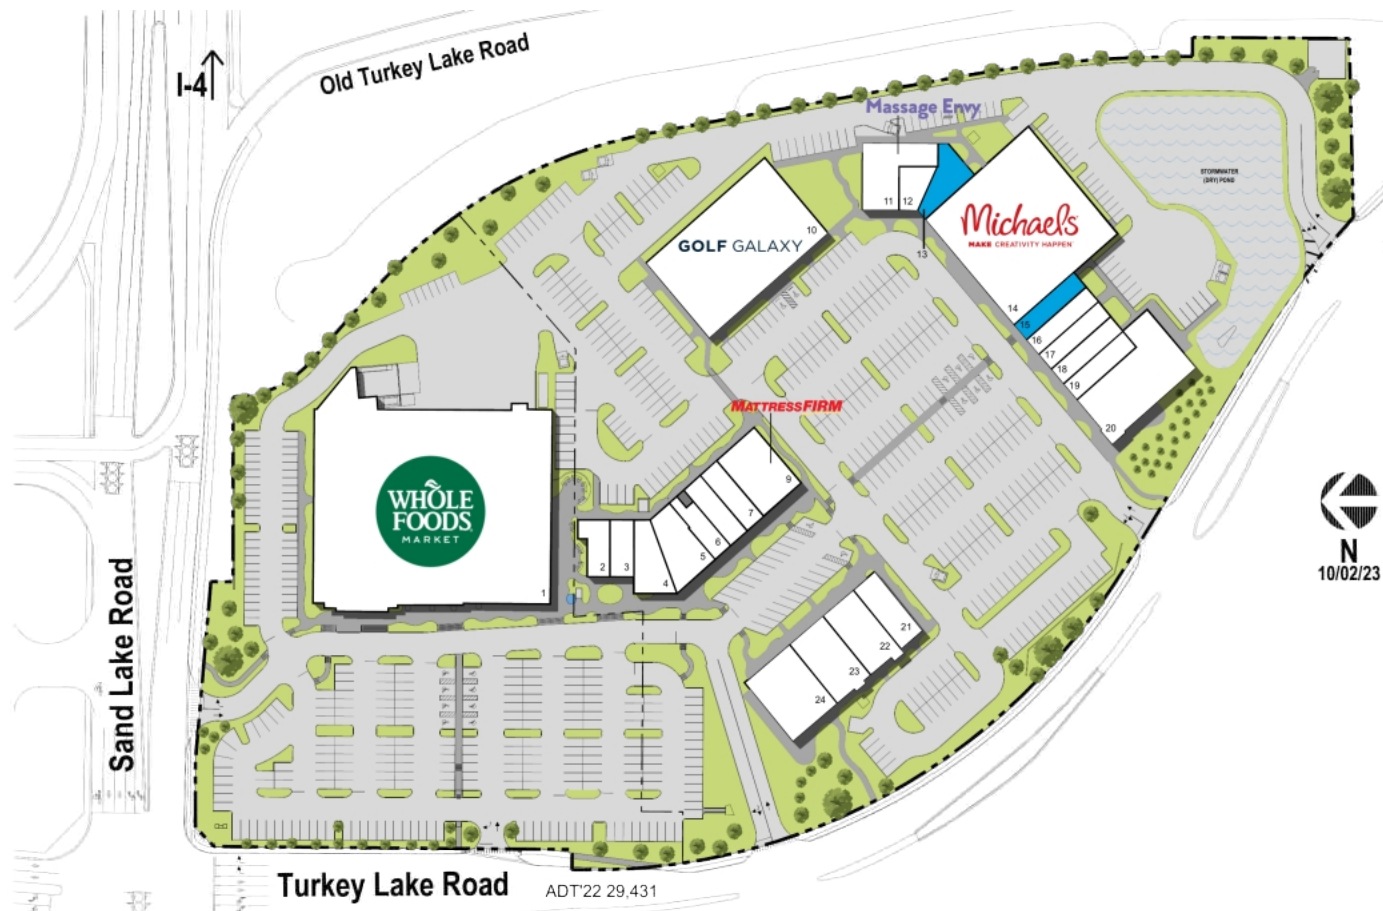 Old Turkey Lake Road
I-4
Massage Envy
STORMWATER
(DRY) POND
11
12
10
GOLF GALAXY
Michaels
MAKE CREATIVITY HAPPEN
13
14
15
16
17
18
19
20
MATTRESSFIRM
WHOLE
FOODS
MARKET
1
2
3
4
5
6
7
9
21
22
23
24
N
10/02/23
Sand Lake Road
Turkey Lake Road
ADT'22 29,431